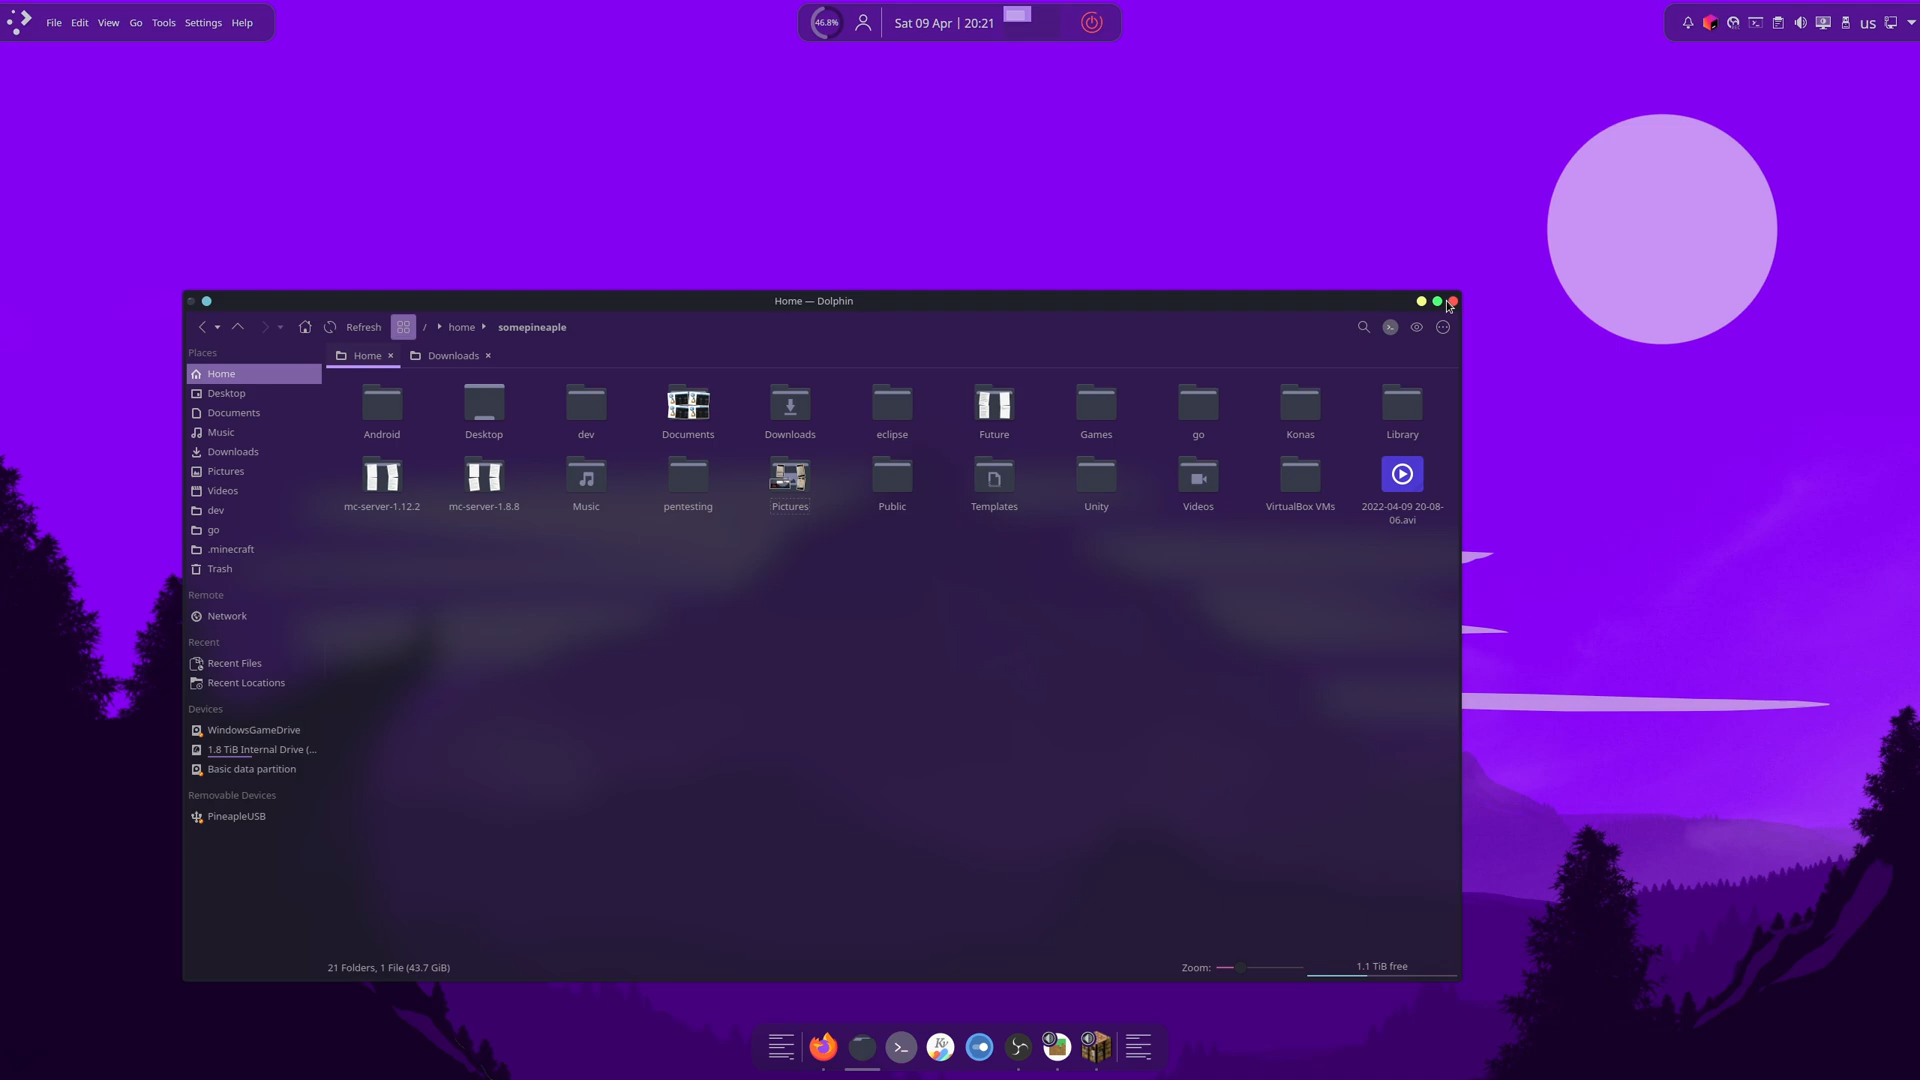 File Edit View Go Tools Settings Help
46.8%
Sat 09 Apr | 20:21
us
Home — Dolphin
Refresh / home somepineaple
Places
Home
Desktop
Documents
Music
Downloads
Pictures
Videos
dev
go
.minecraft
Trash
Remote
Network
Recent
Recent Files
Recent Locations
Devices
WindowsGameDrive
1.8 TiB Internal Drive (...
Basic data partition
Removable Devices
PineapleUSB
Home Downloads
Android Desktop dev Documents Downloads eclipse Future Games go Konas Library
mc-server-1.12.2 mc-server-1.8.8 Music pentesting Pictures Public Templates Unity Videos VirtualBox VMs 2022-04-09 20-08-
06.avi
21 Folders, 1 File (43.7 GiB)
Zoom:
1.1 TiB free
Kv